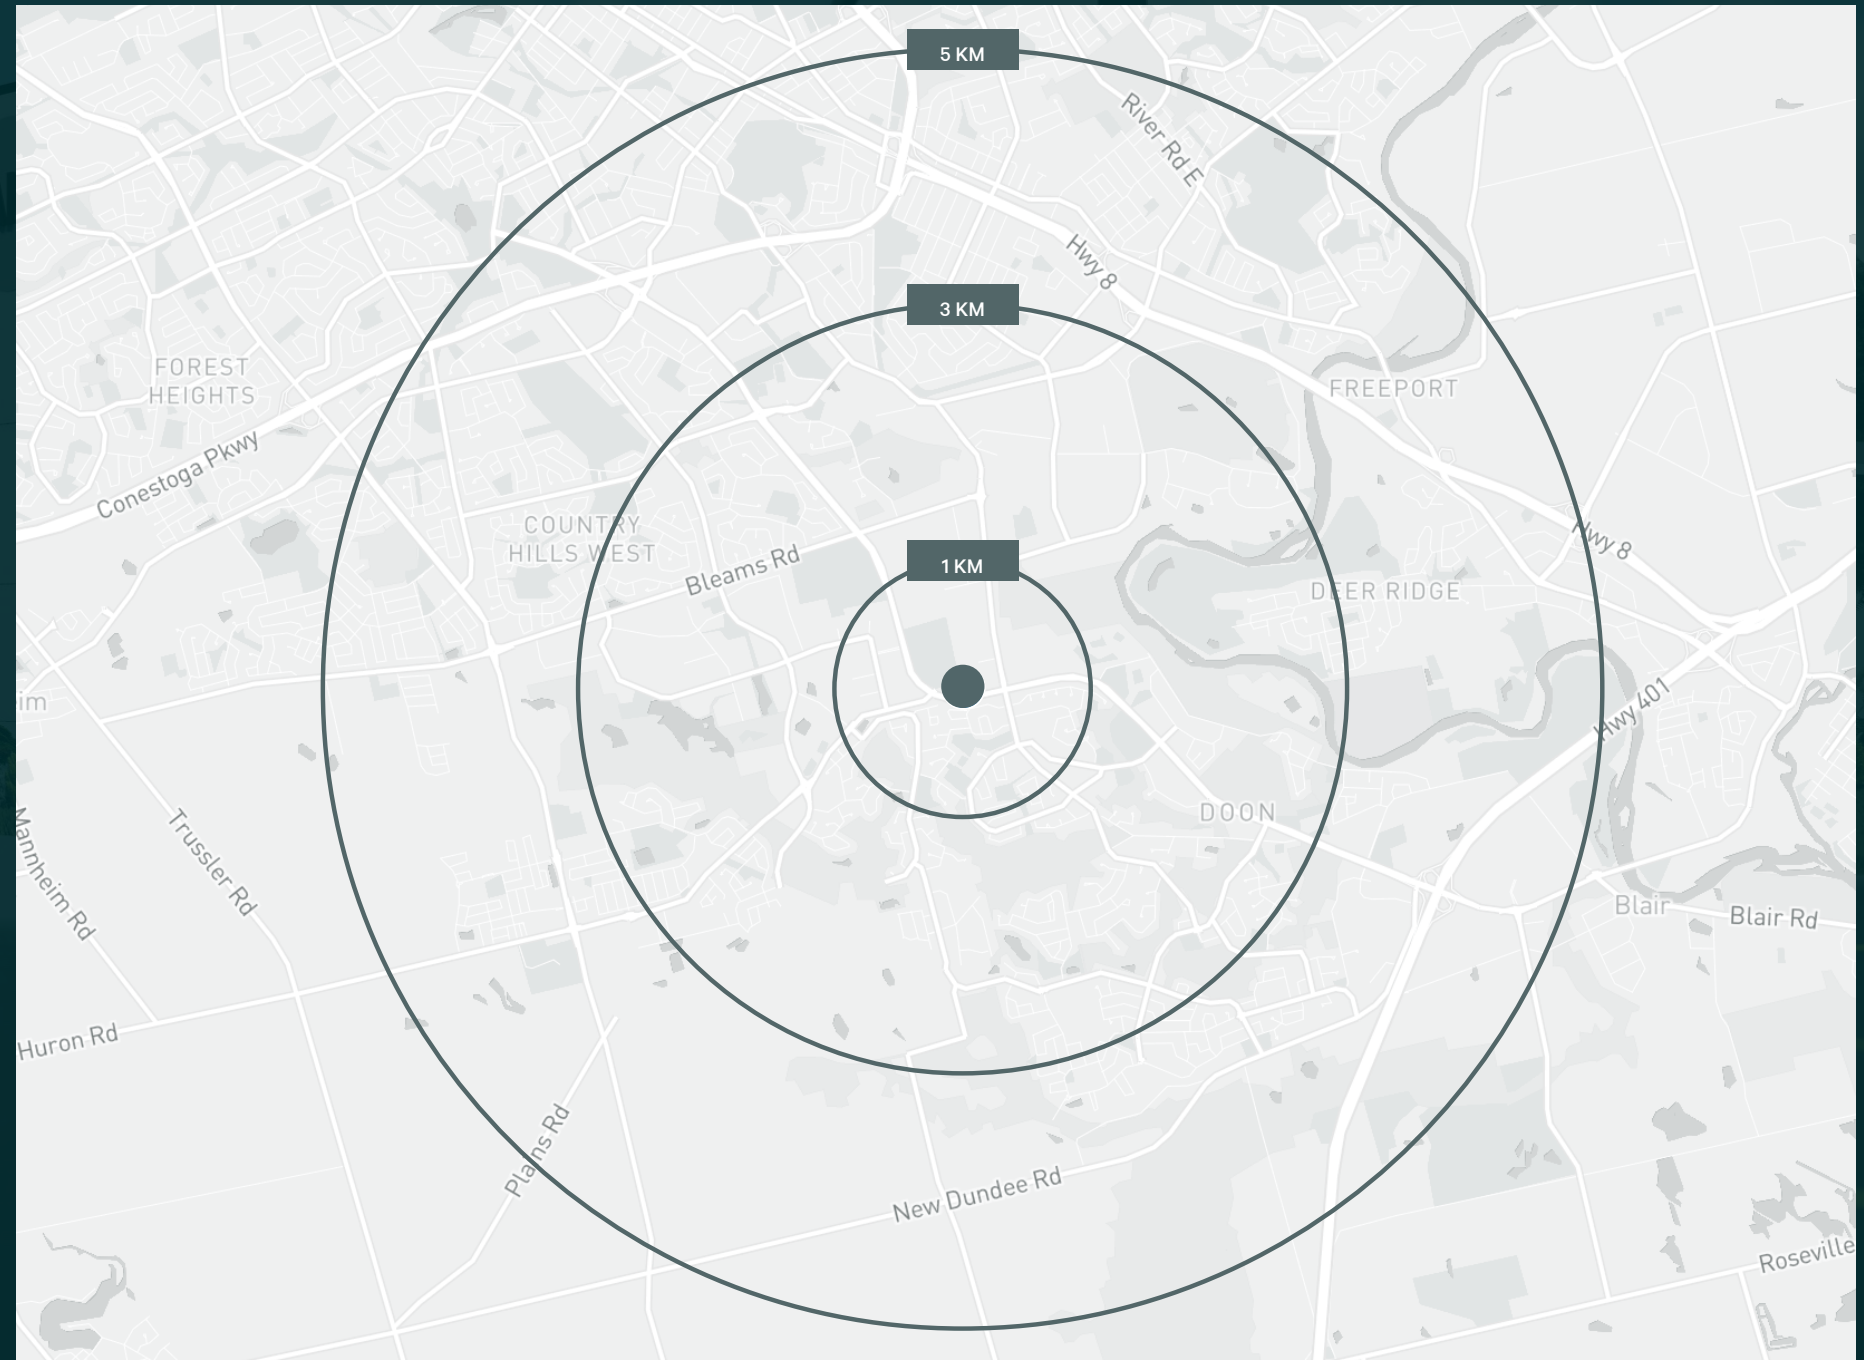 5 KM
River Rd E
Hwy 8
3 KM
FOREST
HEIGHTS
FREEPORT
Conestoga Pkwy
COUNTRY
HILLS WEST
Hwy 8
Bleams Rd
1 KM
DEER RIDGE
im
Hwy 401
DOON
Mannheim Rd
Trussler Rd
Blair
Blair Rd
Huron Rd
Plains Rd
New Dundee Rd
Roseville